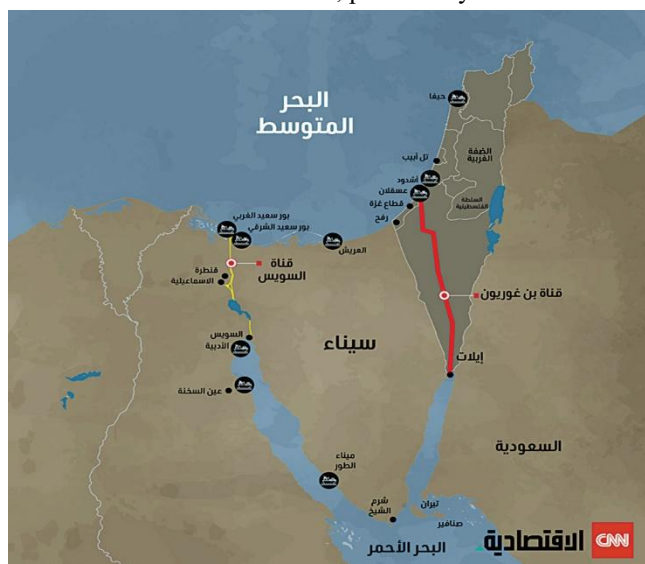 البحر
المتوسط
حيفا
الضفة
الغربية
تل أبيب
أشدود
عسقلان
السلطة
الفلسطينية
قطاع غزة
رفح
بور سعيد الغربي
بور سعيد الشرقي
العريش
قناة
السويس
قنطرة
الاسماعيلية
قناة بن غوريون
السويس
الأدبية
سيناء
إيلات
عين السخنة
السعودية
ميناء
الطور
شرم
الشيخ
تيران
صنافير
البحر الأحمر
الاقتصادية CNN